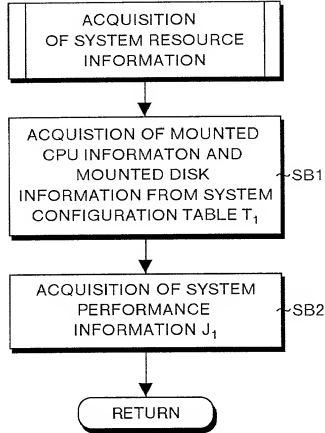 ACQUISITION
OF SYSTEM RESOURCE
INFORMATION
ACQUISTION OF MOUNTED
CPU INFORMATON AND
MOUNTED DISK
INFORMATION FROM SYSTEM
CONFIGURATION TABLE T₁
SB1
ACQUISITION OF SYSTEM
PERFORMANCE
INFORMATION J₁
SB2
RETURN